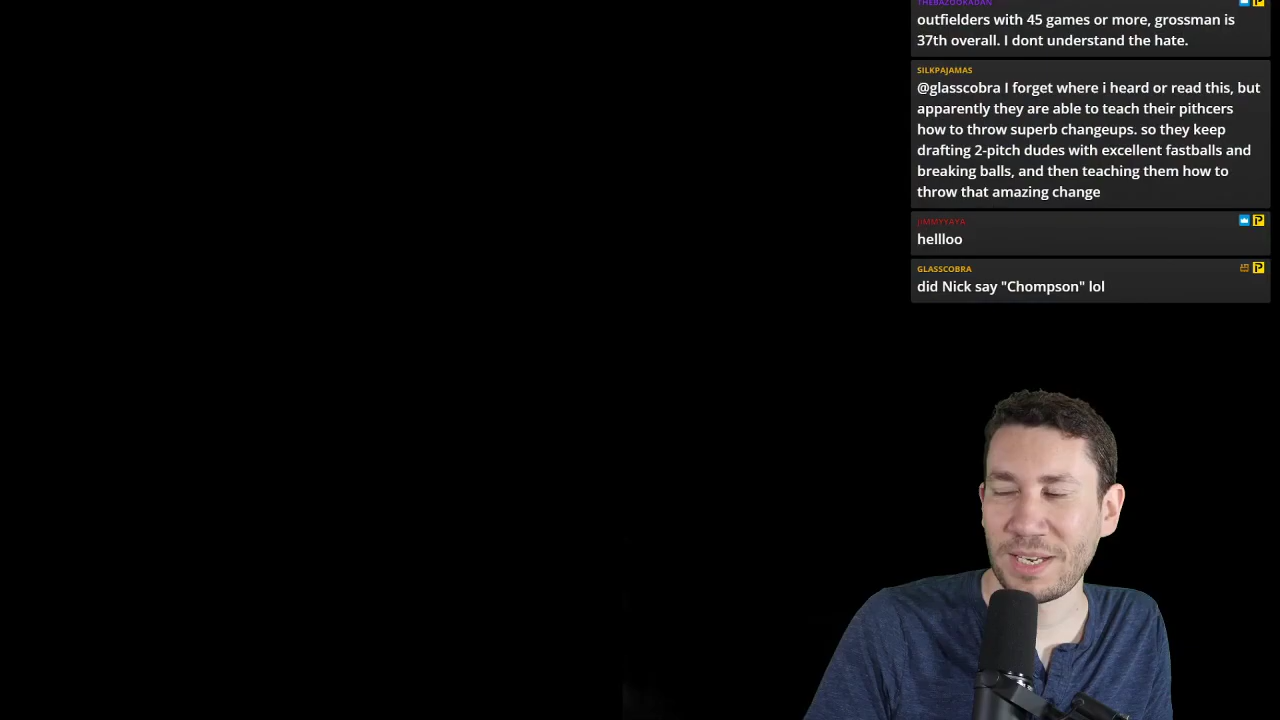 THEBAZOOKADAN
outfielders with 45 games or more, grossman is
37th overall. I dont understand the hate.
SILKPAJAMAS
@glasscobra I forget where i heard or read this, but
apparently they are able to teach their pithcers
how to throw superb changeups. so they keep
drafting 2-pitch dudes with excellent fastballs and
breaking balls, and then teaching them how to
throw that amazing change
JIMMYYAYA
hellloo
GLASSCOBRA
did Nick say "Chompson" lol